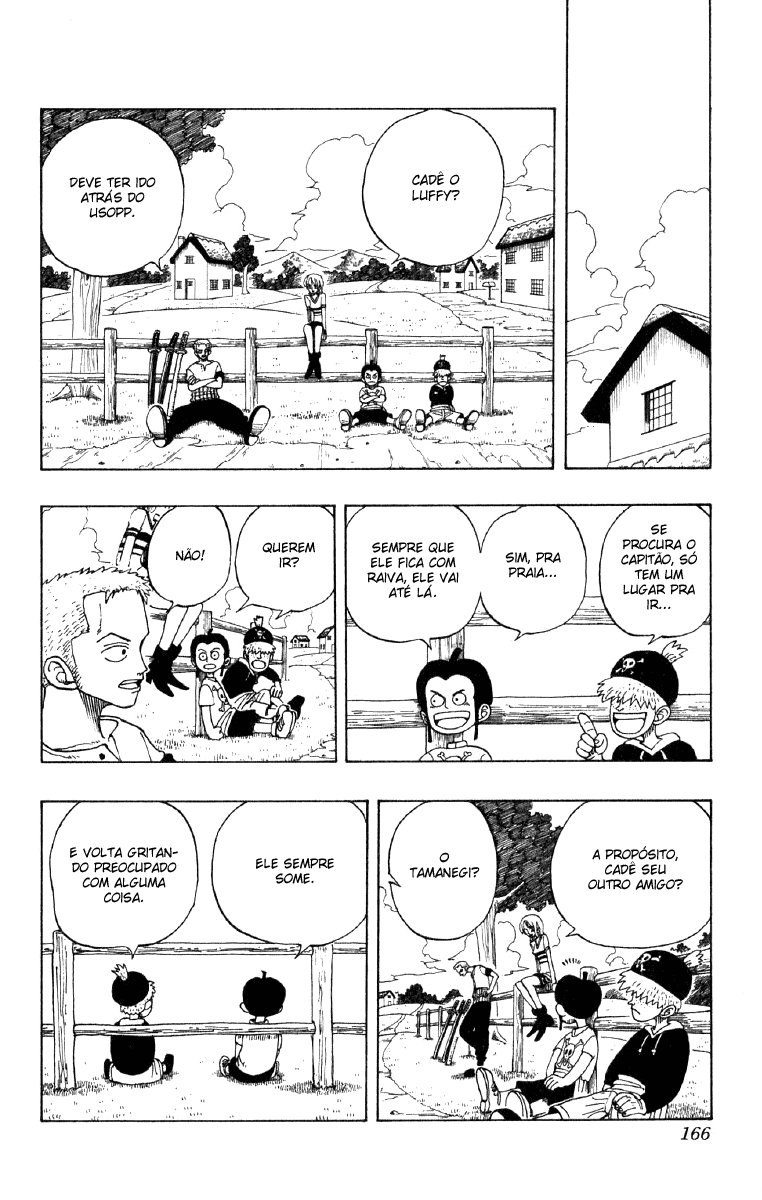 CADÊ O
LUFFY?
DEVE TER IDO
ATRÁS DO
USOPP.
SE
PROCURA O
CAPITÃO, SÓ
TEM UM
LUGAR PRA
IR...
SIM, PRA
PRAIA...
SEMPRE QUE
ELE FICA COM
RAIVA, ELE VAI
ATÉ LÁ.
QUEREM
IR?
NÃO!
A PROPÓSITO,
CADÊ SEU
OUTRO AMIGO?
O
TAMANEGI?
ELE SEMPRE
SOME.
E VOLTA GRITAN-
DO PREOCUPADO
COM ALGUMA
COISA.
166